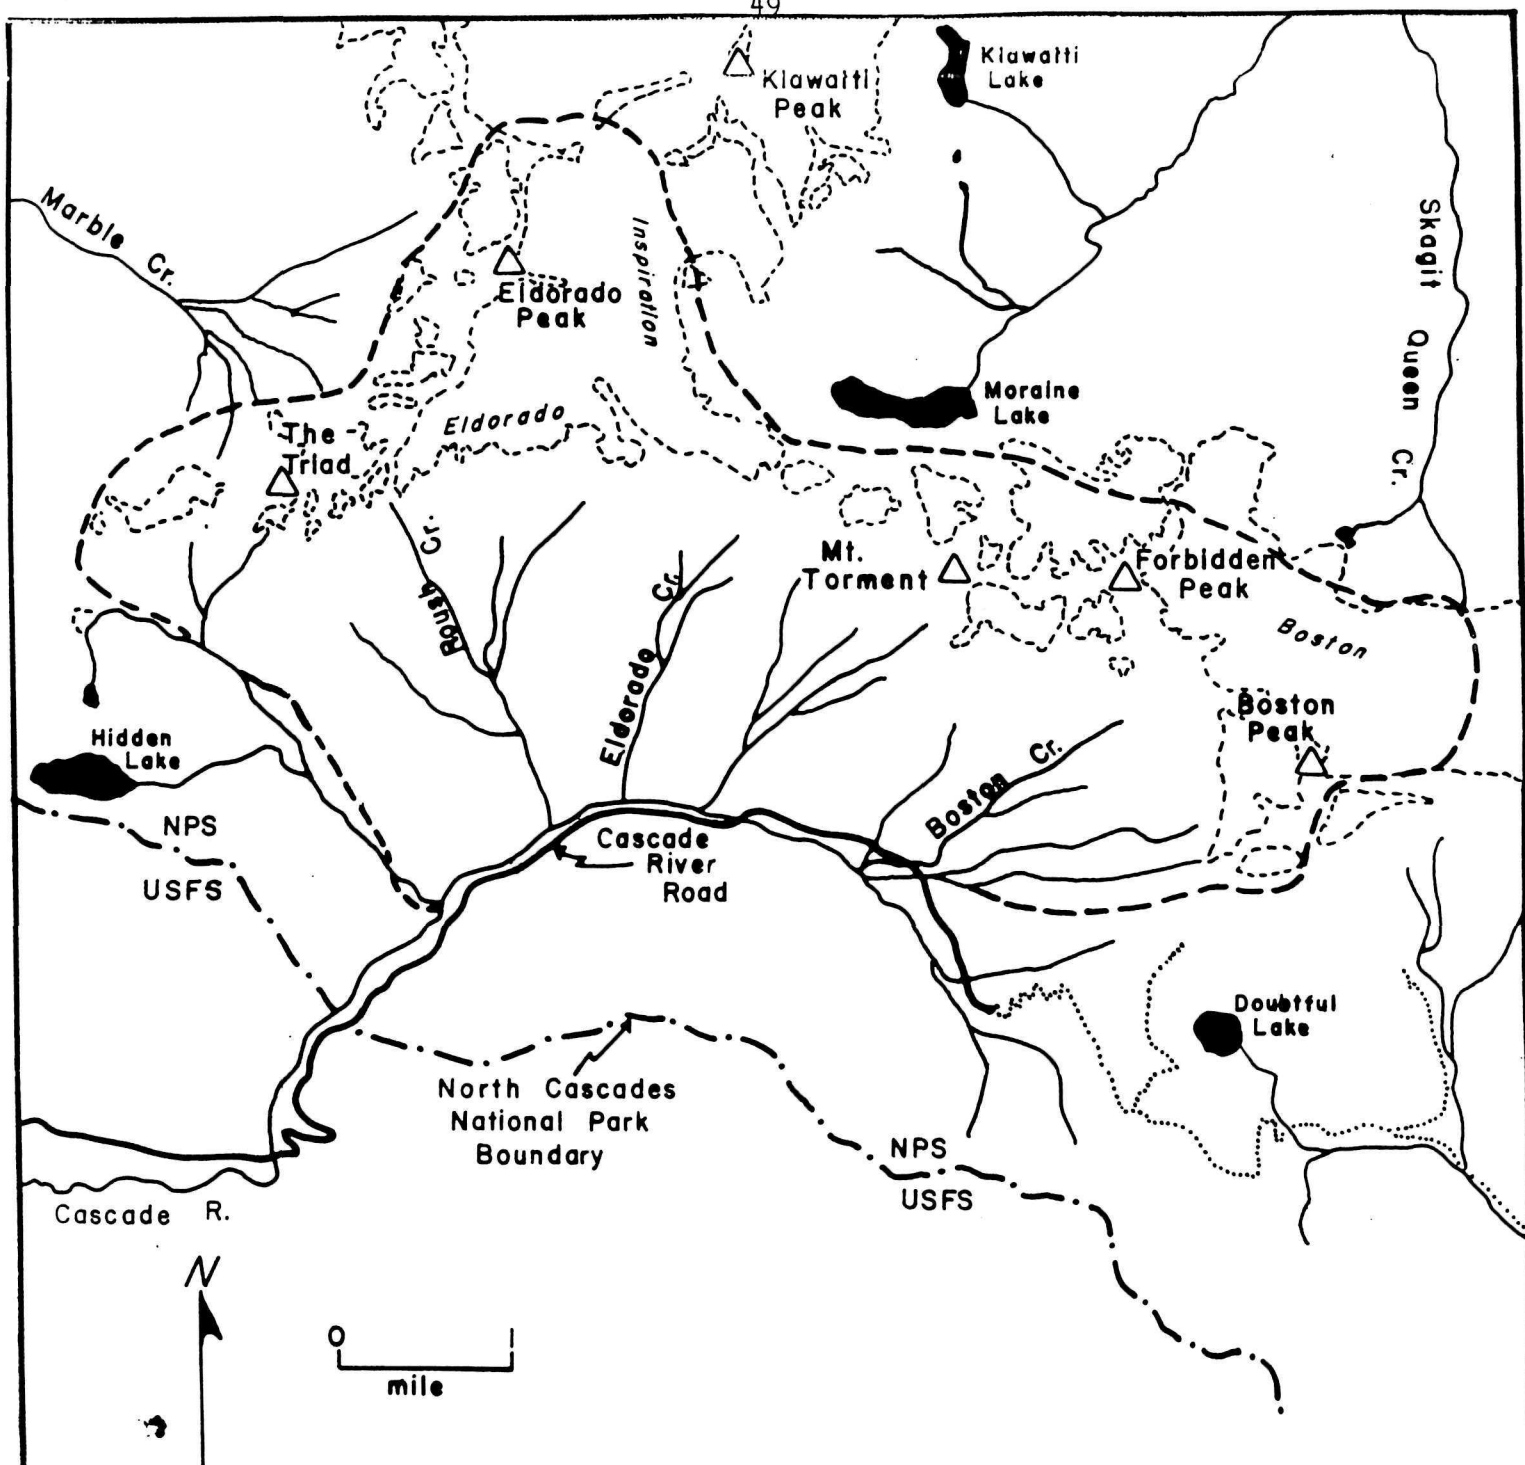 49
Klawatti
Lake
Klawatti
Peak
Marble Cr.
Skagit Queen Cr.
Inspiration
Eldorado
Peak
Moraine
Lake
Eldorado
The
Triad
Roush Cr.
Eldorado Cr.
Mt.
Torment
Forbidden
Peak
Boston
Boston
Peak
Hidden
Lake
Boston Cr.
NPS
USFS
Cascade
River
Road
Doubtful
Lake
North Cascades
National Park
Boundary
NPS
USFS
Cascade R.
N
0 1
mile